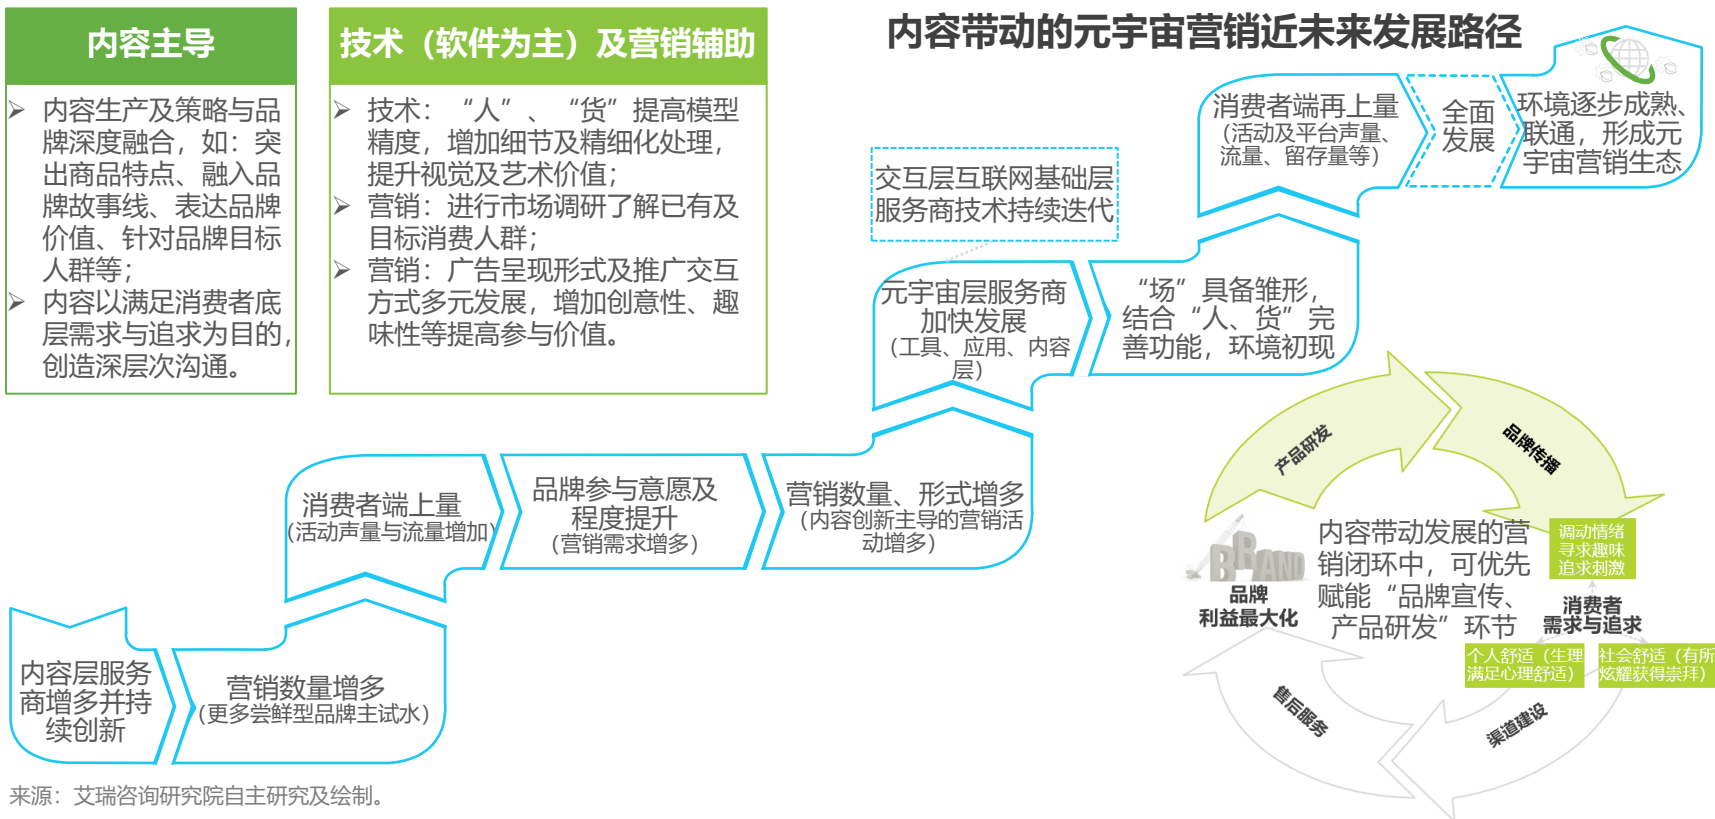 内容主导
内容生产及策略与品
牌深度融合，如：突
出商品特点、融入品
牌故事线、表达品牌
价值、针对品牌目标
人群等；
内容以满足消费者底
层需求与追求为目的，
创造深层次沟通。
技术（软件为主）及营销辅助
技术：“人”、“货”提高模型
精度，增加细节及精细化处理，
提升视觉及艺术价值；
营销：进行市场调研了解已有及
目标消费人群；
营销：广告呈现形式及推广交互
方式多元发展，增加创意性、趣
味性等提高参与价值。
内容带动的元宇宙营销近未来发展路径
内容层服务
商增多并持
续创新
营销数量增多
（更多尝鲜型品牌主试水）
消费者端上量
（活动声量与流量增加）
品牌参与意愿及
程度提升
（营销需求增多）
营销数量、形式增多
（内容创新主导的营销活
动增多）
元宇宙层服务商
加快发展
（工具、应用、内容
层）
交互层互联网基础层
服务商技术持续迭代
“场”具备雏形，
结合“人、货”完
善功能，环境初现
消费者端再上量
（活动及平台声量、
流量、留存量等）
全面
发展
环境逐步成熟、
联通，形成元
宇宙营销生态
产品研发
品牌传播
BRAND
品牌
利益最大化
内容带动发展的营
销闭环中，可优先
赋能“品牌宣传、
产品研发”环节
调动情绪
寻求趣味
追求刺激
消费者
需求与追求
个人舒适（生理
满足心理舒适）
社会舒适（有所
炫耀获得崇拜）
售后服务
渠道建设
来源：艾瑞咨询研究院自主研究及绘制。